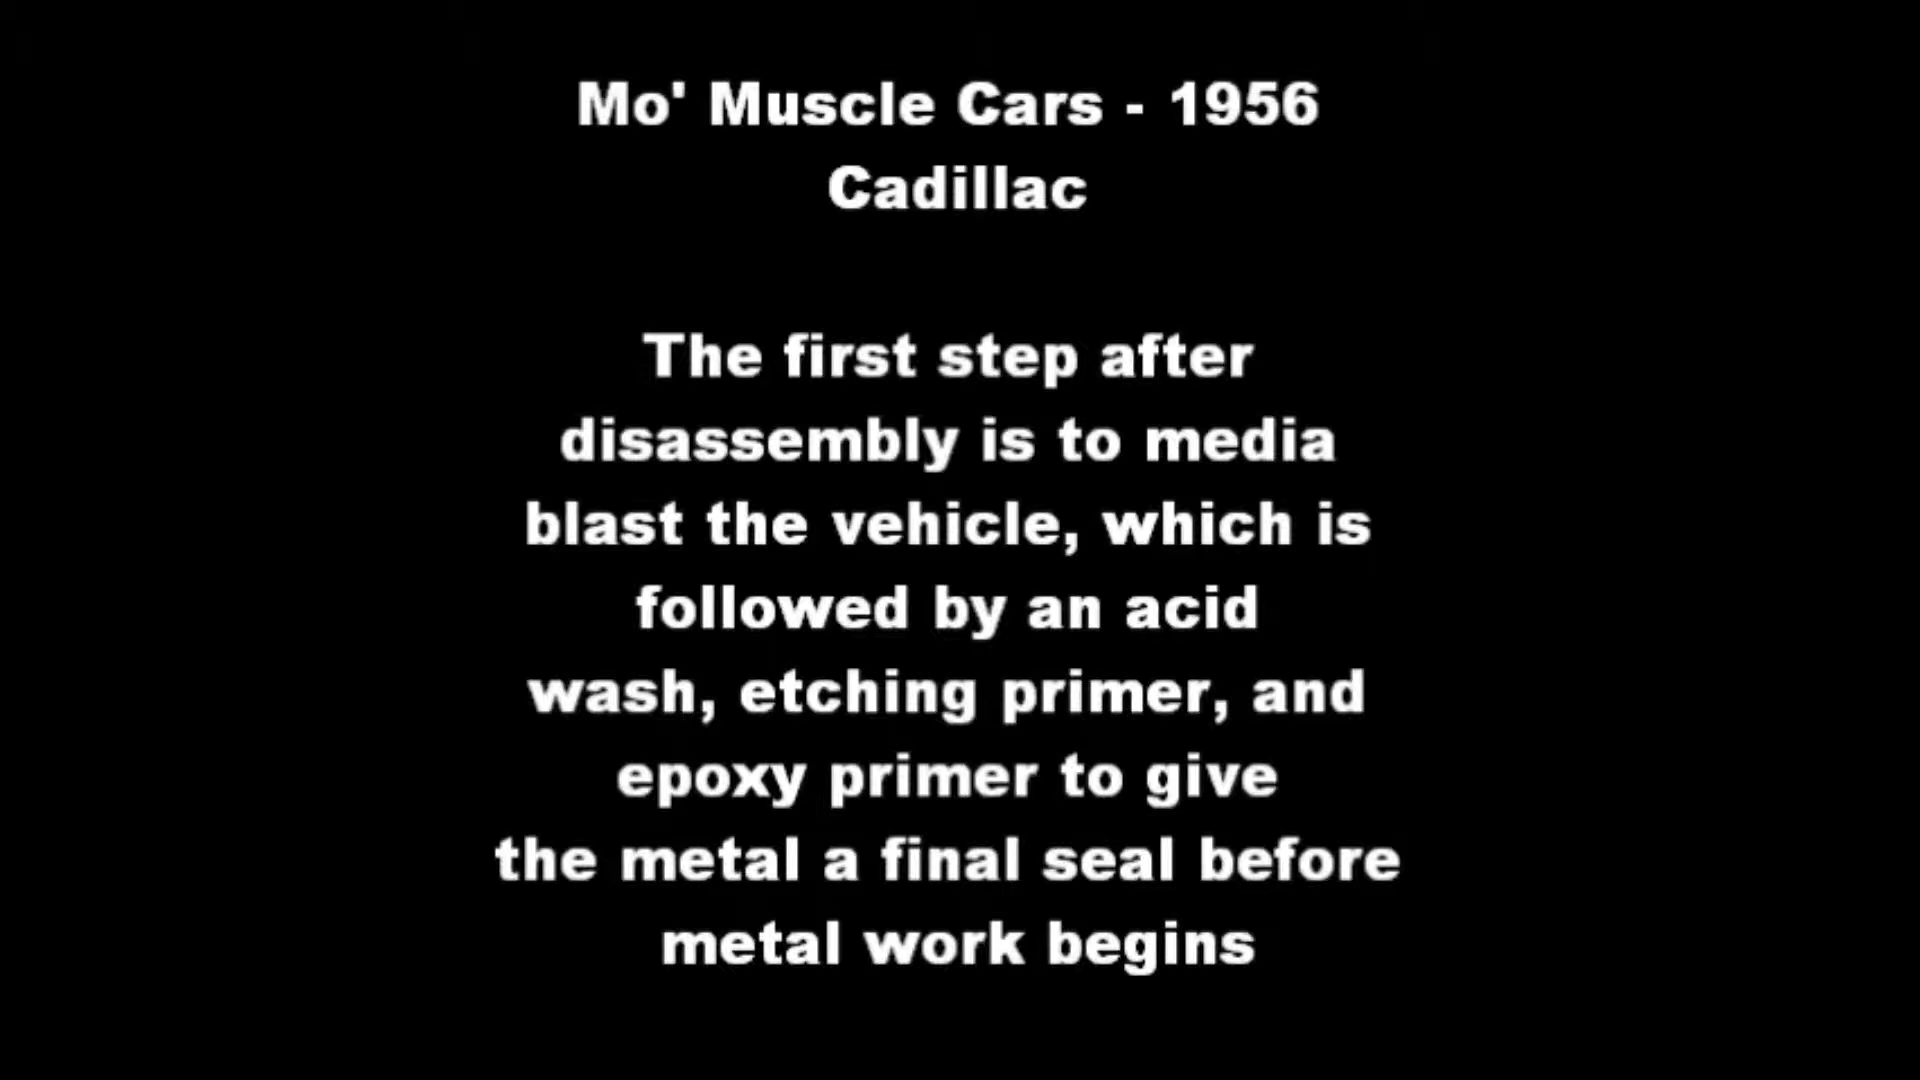 Mo' Muscle Cars - 1956
Cadillac
The first step after
disassembly is to media
blast the vehicle, which is
followed by an acid
wash, etching primer, and
epoxy primer to give
the metal a final seal before
metal work begins